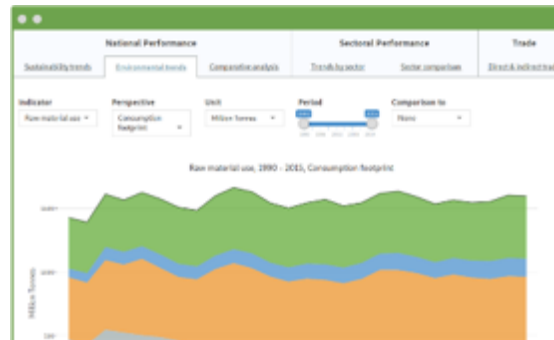 National Performance
Sectoral Performance
Trade
Sustainability trends
Environmental trends
Comparative analysis
Trends by sector
Sector comparison
Direct & indirect
Indicator
Perspective
Unit
Period
Comparison to
Raw material use
Consumption
footprint
Million Tonnes
None
Raw material use, 1990 - 2015, Consumption footprint
Million Tonnes